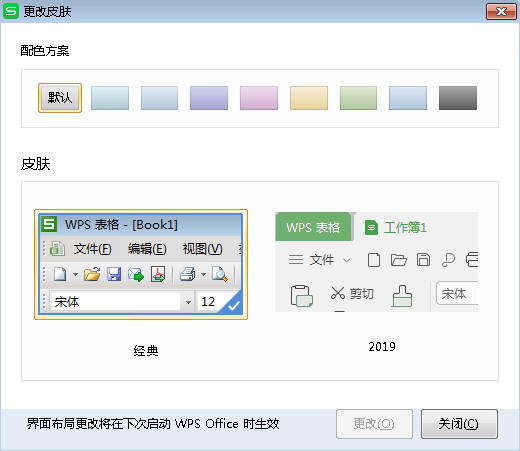 更改皮肤
配色方案
默认
皮肤
WPS 表格 - [Book1]
文件(F) 编辑(E) 视图(V)
宋体 12
经典
WPS 表格 工作簿1
文件
剪切 宋体
2019
界面布局更改将在下次启动 WPS Office 时生效
更改(O) 关闭(C)